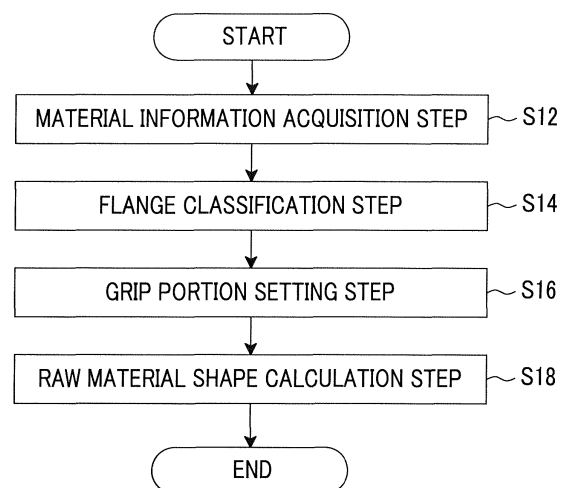 START
MATERIAL INFORMATION ACQUISITION STEP S12
FLANGE CLASSIFICATION STEP S14
GRIP PORTION SETTING STEP S16
RAW MATERIAL SHAPE CALCULATION STEP S18
END